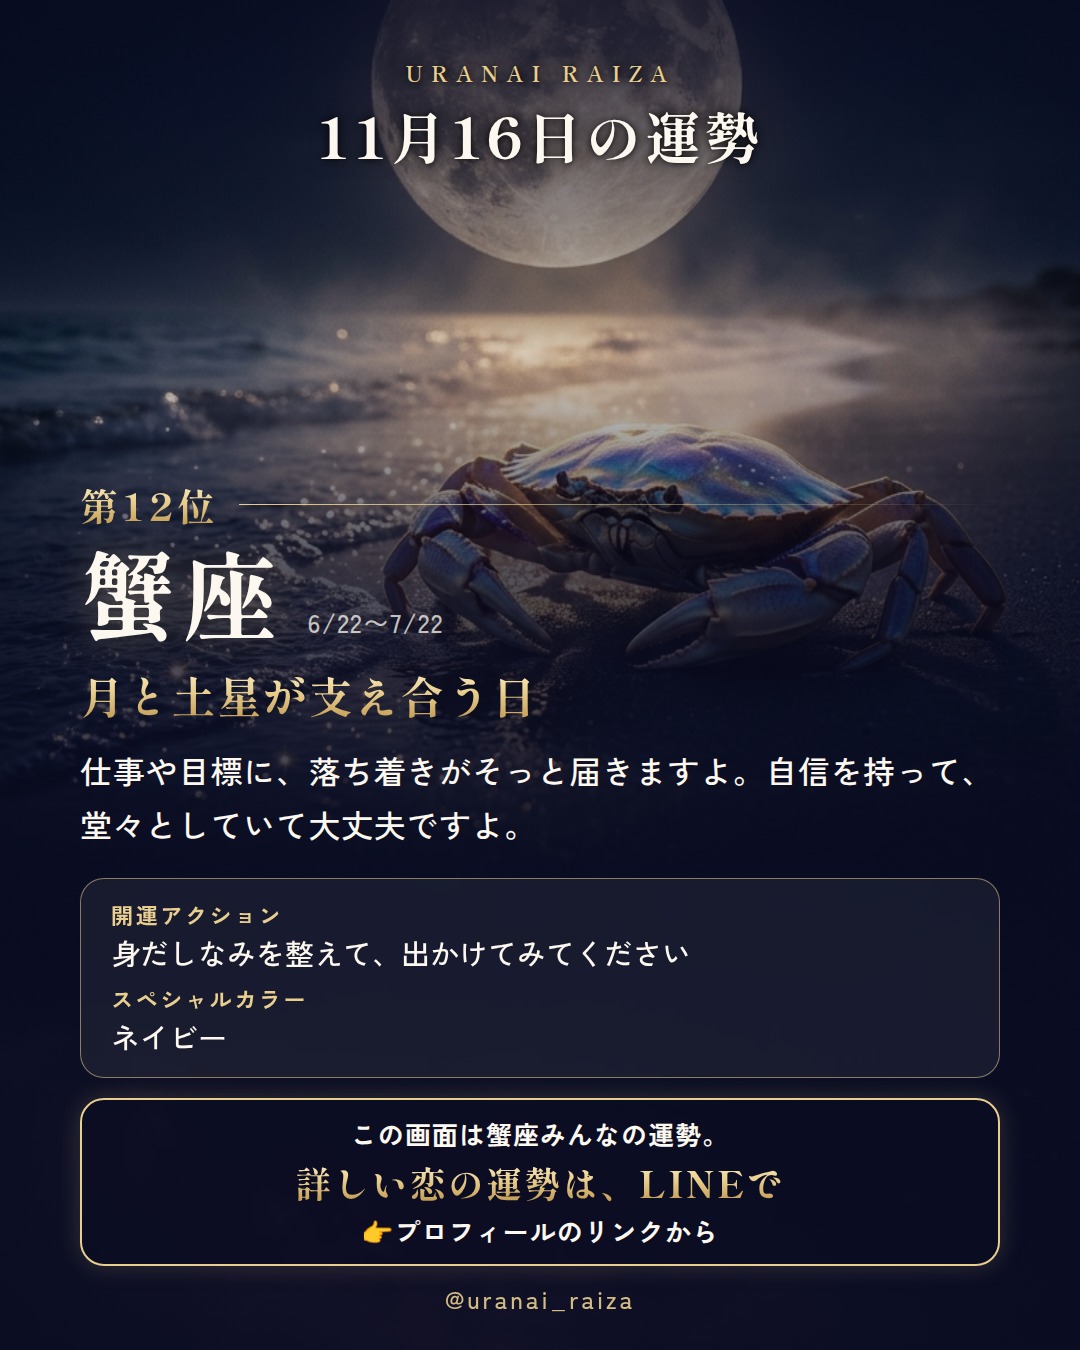 URANAI RAIZA
11月16日の運勢
第12位
蟹座 6/22〜7/22
月と土星が支え合う日
仕事や目標に、落ち着きがそっと届きますよ。自信を持って、
堂々としていて大丈夫ですよ。
開運アクション
身だしなみを整えて、出かけてみてください
スペシャルカラー
ネイビー
この画面は蟹座みんなの運勢。
詳しい恋の運勢は、LINEで
👉プロフィールのリンクから
@uranai_raiza